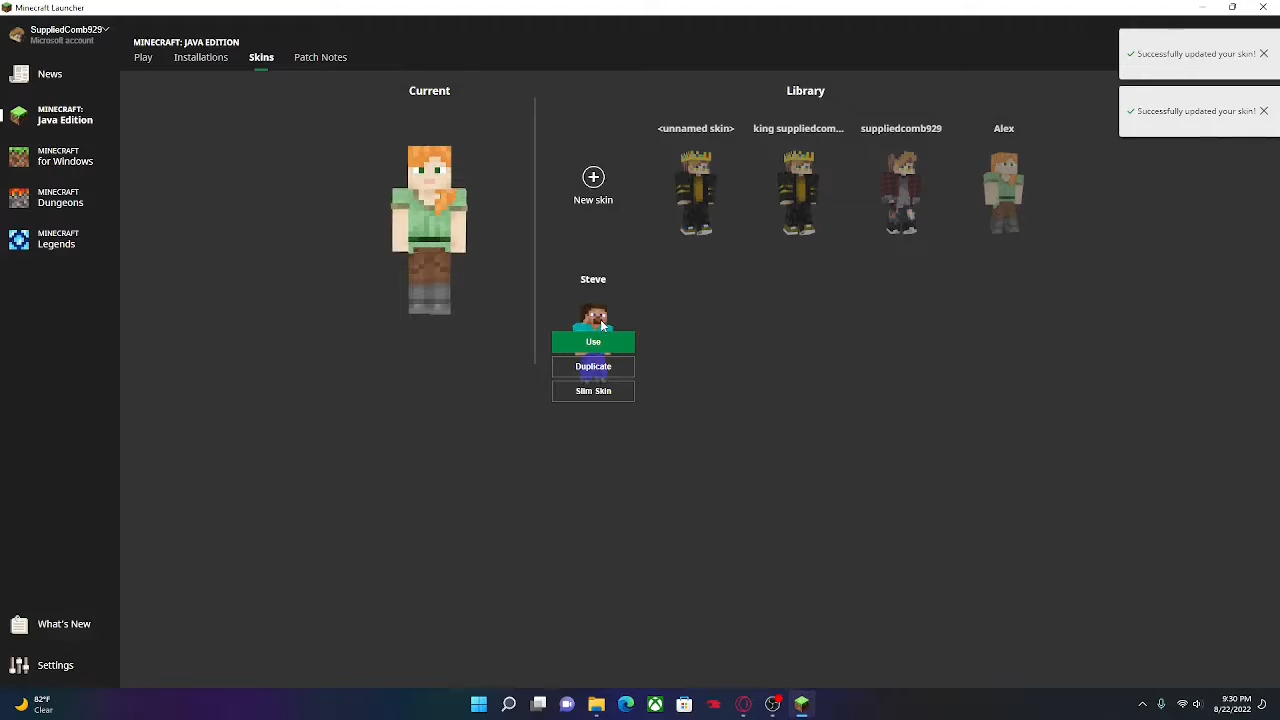 Minecraft Launcher
SuppliedComb929
Microsoft account
News
MINECRAFT:
Java Edition
MINECRAFT
for Windows
MINECRAFT
Dungeons
MINECRAFT
Legends
What's New
Settings
MINECRAFT: JAVA EDITION
Play Installations Skins Patch Notes
Successfully updated your skin!
Successfully updated your skin!
Current
Library
New skin
<unnamed skin>
king suppliedcom...
suppliedcomb929
Alex
Steve
Use
Duplicate
Slim Skin
82°F
Clear
9:30 PM
8/22/2022